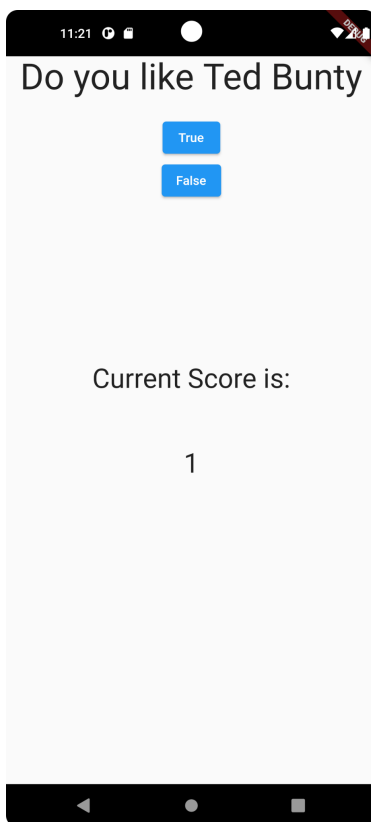 11:21
DEBUG
Do you like Ted Bunty
True
False
Current Score is:
1